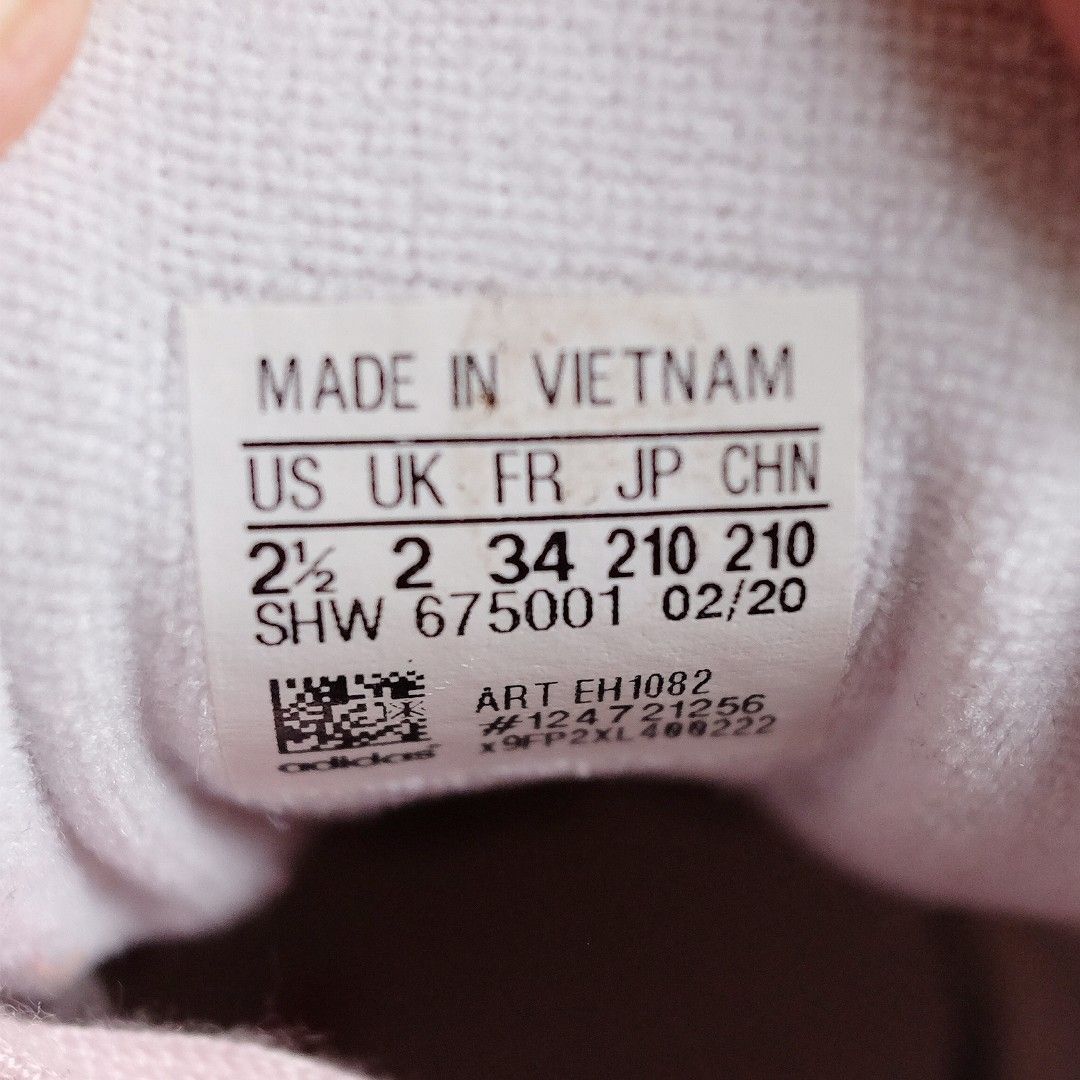 MADE IN VIETNAM
US UK FR JP CHN
2½ 2 34 210 210
SHW 675001 02/20
ART EH1082
#124721256
x9FP2XL400222
adidas